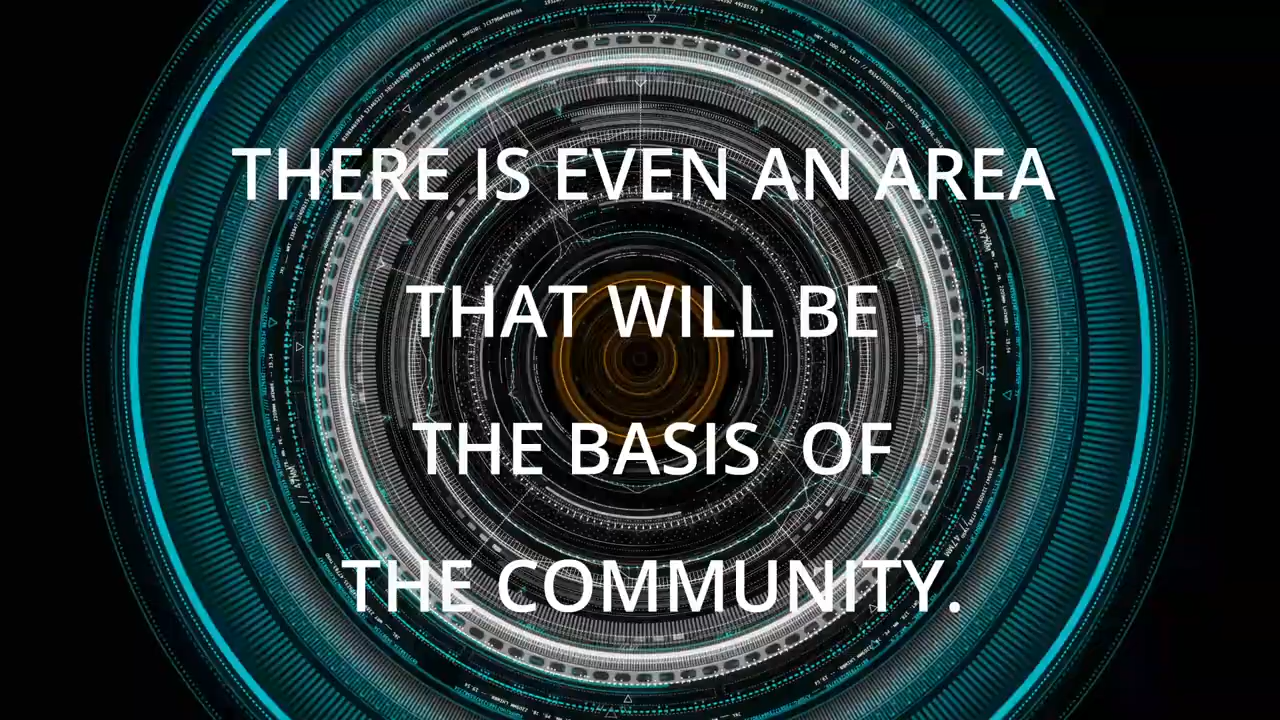 THERE IS EVEN AN AREA
THAT WILL BE
THE BASIS  OF
THE COMMUNITY.